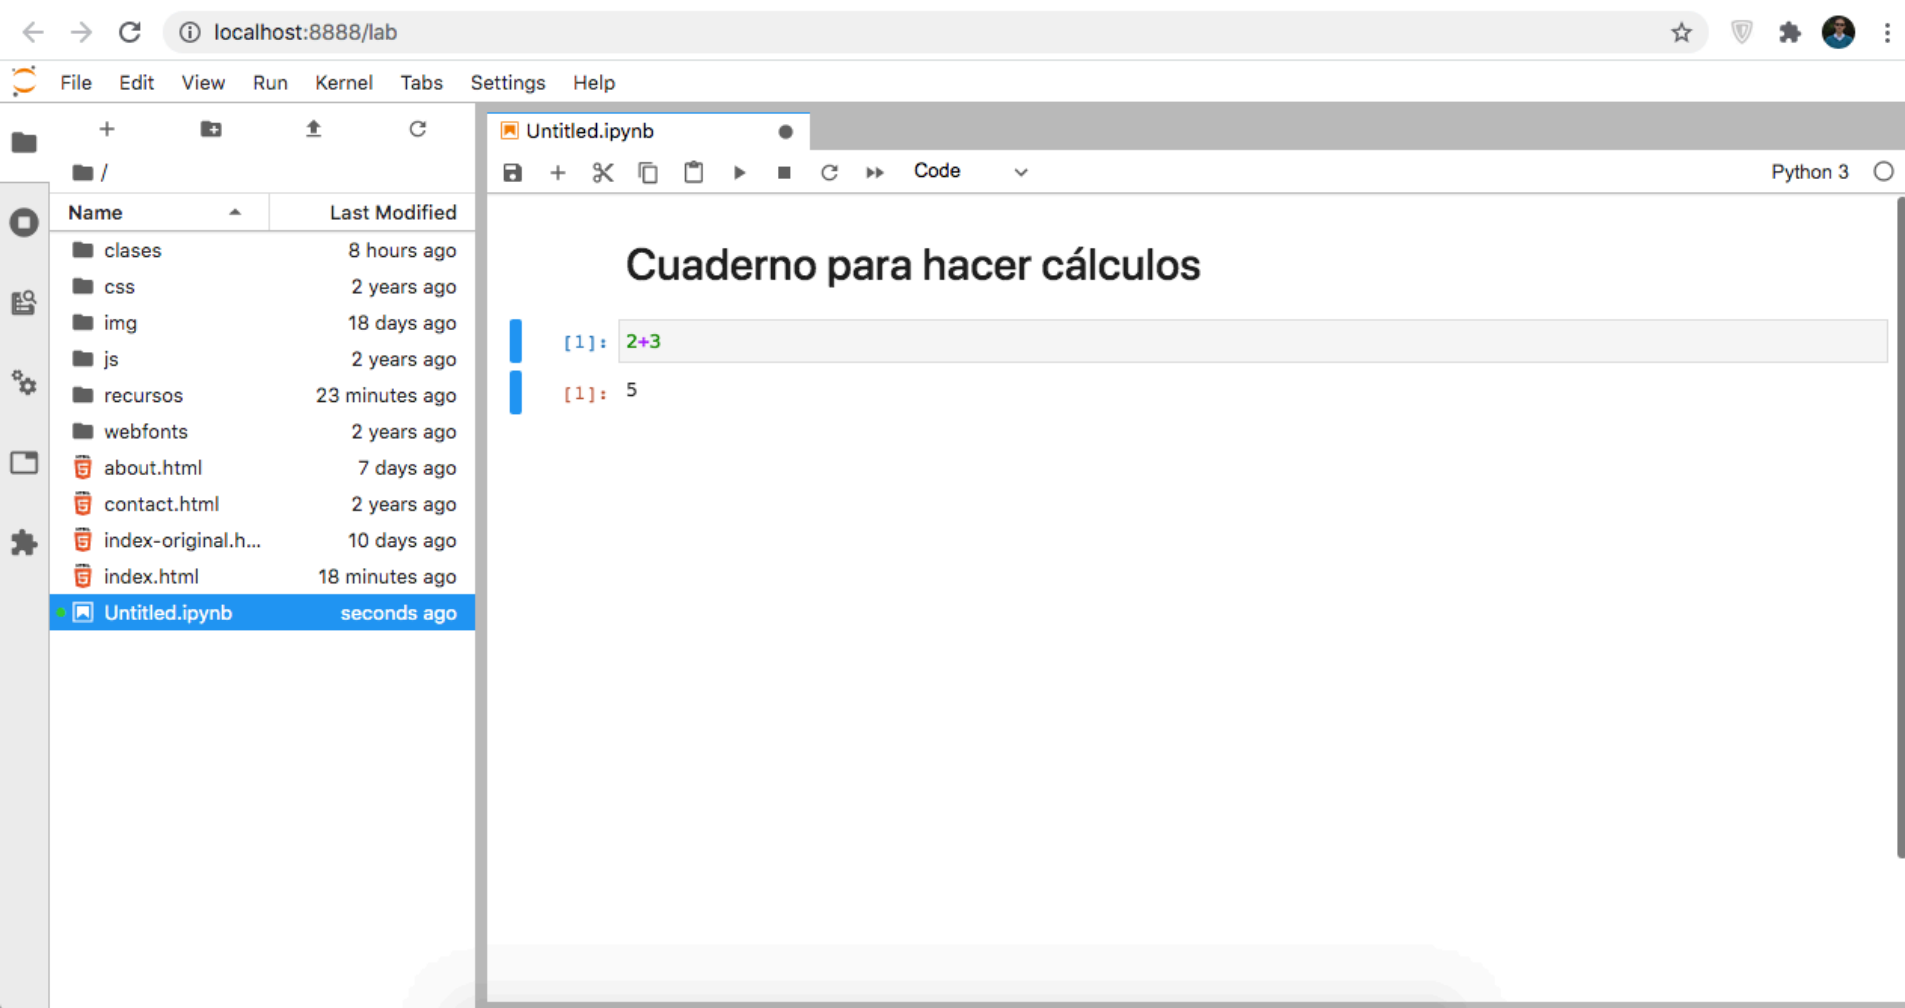 localhost:8888/lab
File Edit View Run Kernel Tabs Settings Help
Untitled.ipynb
/
Code
Python 3
Name Last Modified
clases 8 hours ago
css 2 years ago
img 18 days ago
js 2 years ago
recursos 23 minutes ago
webfonts 2 years ago
about.html 7 days ago
contact.html 2 years ago
index-original.h... 10 days ago
index.html 18 minutes ago
Untitled.ipynb seconds ago
Cuaderno para hacer cálculos
[1]: 2+3
[1]: 5